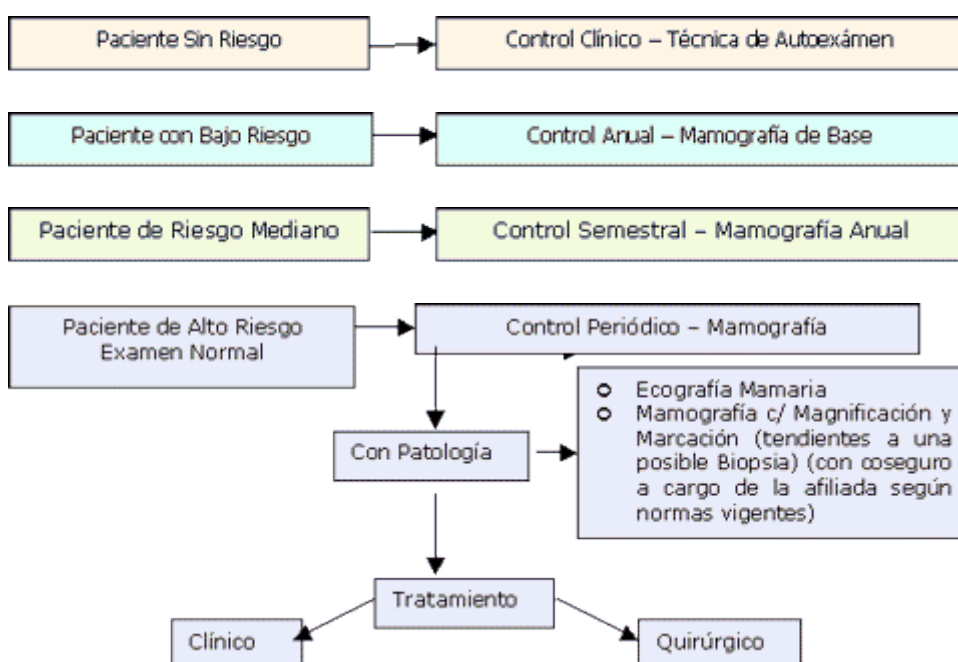 Paciente Sin Riesgo
Control Clínico – Técnica de Autoexámen
Paciente con Bajo Riesgo
Control Anual – Mamografía de Base
Paciente de Riesgo Mediano
Control Semestral – Mamografía Anual
Paciente de Alto Riesgo
Examen Normal
Control Periódico – Mamografía
Ecografía Mamaria
Mamografía c/ Magnificación y
Marcación (tendientes a una
posible Biopsia) (con coseguro
a cargo de la afiliada según
normas vigentes)
Con Patología
Tratamiento
Clínico
Quirúrgico